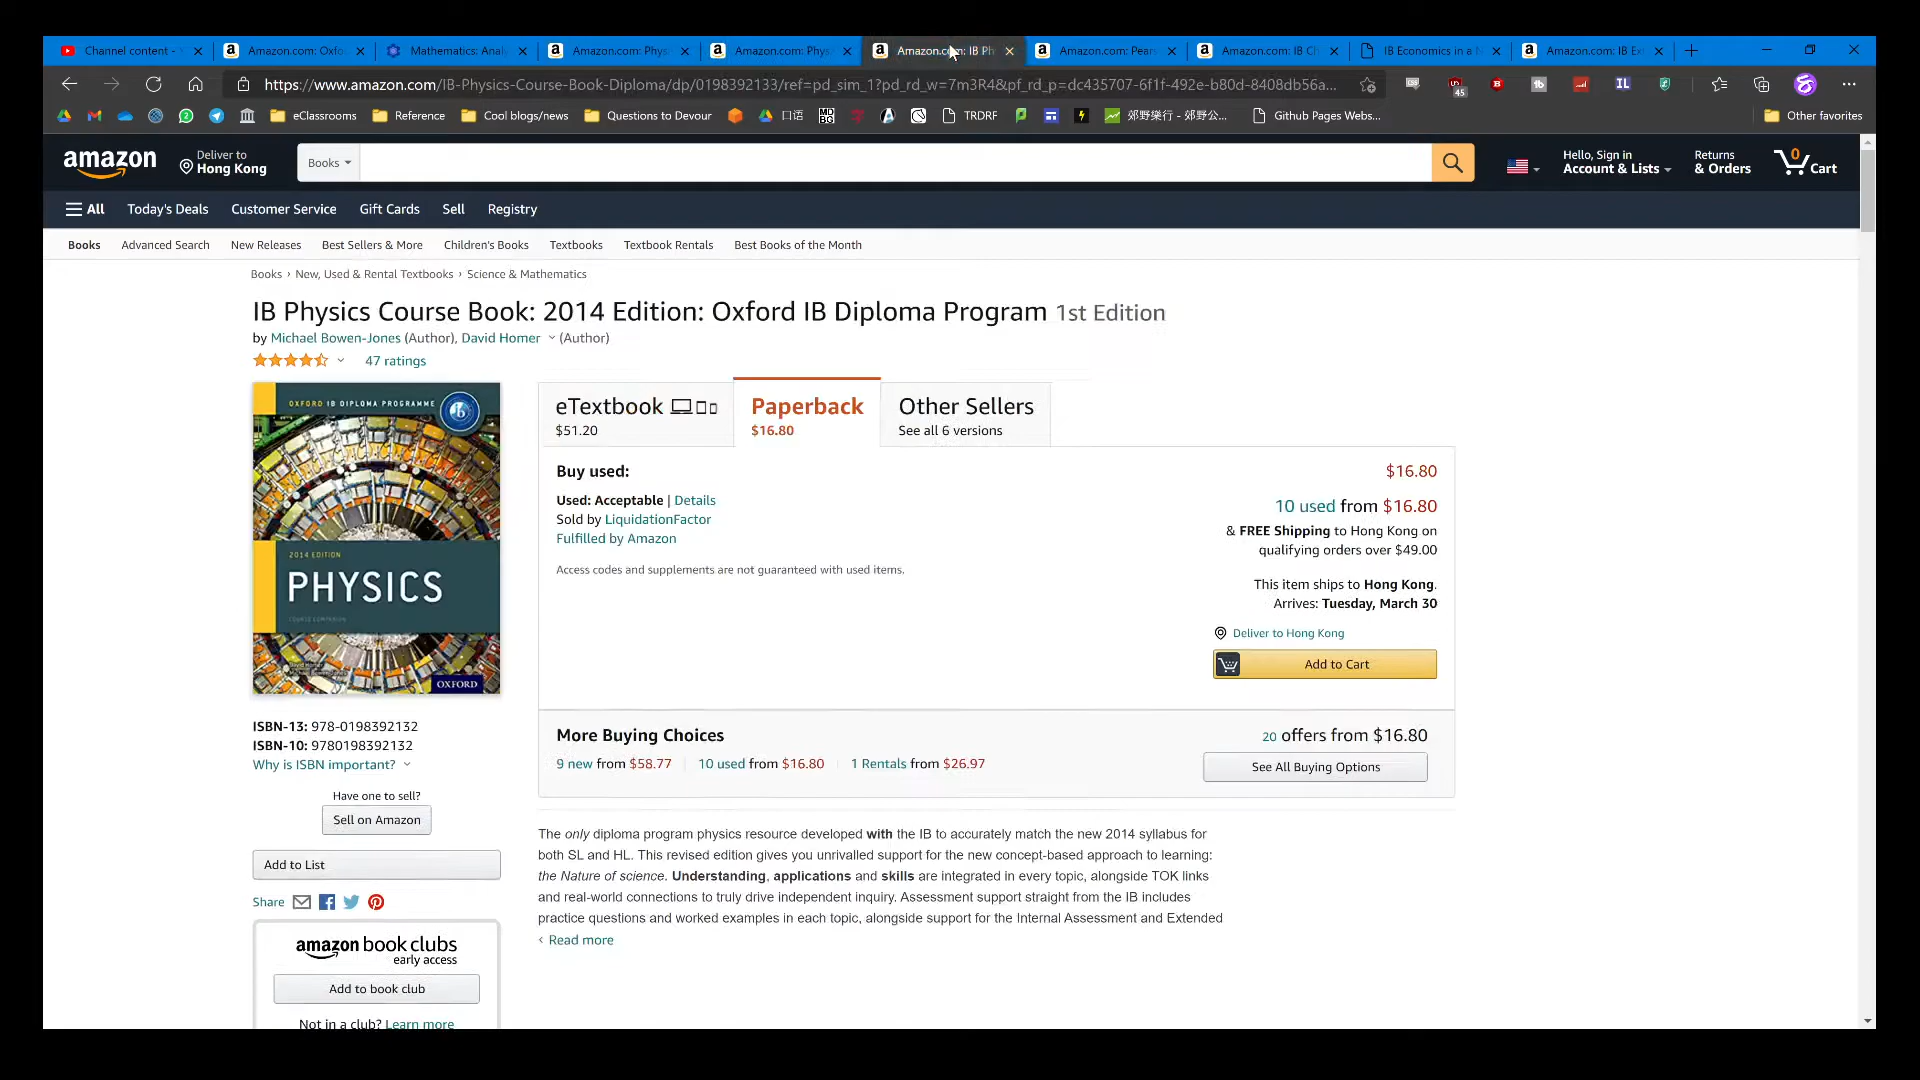 Channel content -
Amazon.com: Oxfo
Mathematics: Anal
Amazon.com: Phys
Amazon.com: Phys
Amazon.com: IB Ph
Amazon.com: Pears
Amazon.com: IB Ch
IB Economics in a N
Amazon.com: IB Ex
https://www.amazon.com/IB-Physics-Course-Book-Diploma/dp/0198392133/ref=pd_sim_1?pd_rd_w=7m3R4&pf_rd_p=dc435707-6f1f-492e-b80d-8408db56a...
45
IL
eClassrooms
Reference
Cool blogs/news
Questions to Devour
口语
TRDRF
郊野樂行 - 郊野公...
Github Pages Webs...
Other favorites
amazon
Deliver to
Hong Kong
Books
Hello, Sign in
Account & Lists
Returns
& Orders
0
Cart
All
Today's Deals
Customer Service
Gift Cards
Sell
Registry
Books
Advanced Search
New Releases
Best Sellers & More
Children's Books
Textbooks
Textbook Rentals
Best Books of the Month
Books › New, Used & Rental Textbooks › Science & Mathematics
IB Physics Course Book: 2014 Edition: Oxford IB Diploma Program 1st Edition
by Michael Bowen-Jones (Author), David Homer (Author)
47 ratings
OXFORD IB DIPLOMA PROGRAMME
2014 EDITION
PHYSICS
COURSE COMPANION
OXFORD
eTextbook
$51.20
Paperback
$16.80
Other Sellers
See all 6 versions
Buy used:
$16.80
Used: Acceptable | Details
Sold by LiquidationFactor
Fulfilled by Amazon
Access codes and supplements are not guaranteed with used items.
10 used from $16.80
& FREE Shipping to Hong Kong on
qualifying orders over $49.00
This item ships to Hong Kong.
Arrives: Tuesday, March 30
Deliver to Hong Kong
Add to Cart
More Buying Choices
9 new from $58.77
10 used from $16.80
1 Rentals from $26.97
20 offers from $16.80
See All Buying Options
ISBN-13: 978-0198392132
ISBN-10: 9780198392132
Why is ISBN important?
Have one to sell?
Sell on Amazon
Add to List
Share
amazon book clubs
early access
Add to book club
Not in a club? Learn more
The only diploma program physics resource developed with the IB to accurately match the new 2014 syllabus for
both SL and HL. This revised edition gives you unrivalled support for the new concept-based approach to learning:
the Nature of science. Understanding, applications and skills are integrated in every topic, alongside TOK links
and real-world connections to truly drive independent inquiry. Assessment support straight from the IB includes
practice questions and worked examples in each topic, alongside support for the Internal Assessment and Extended
‹ Read more